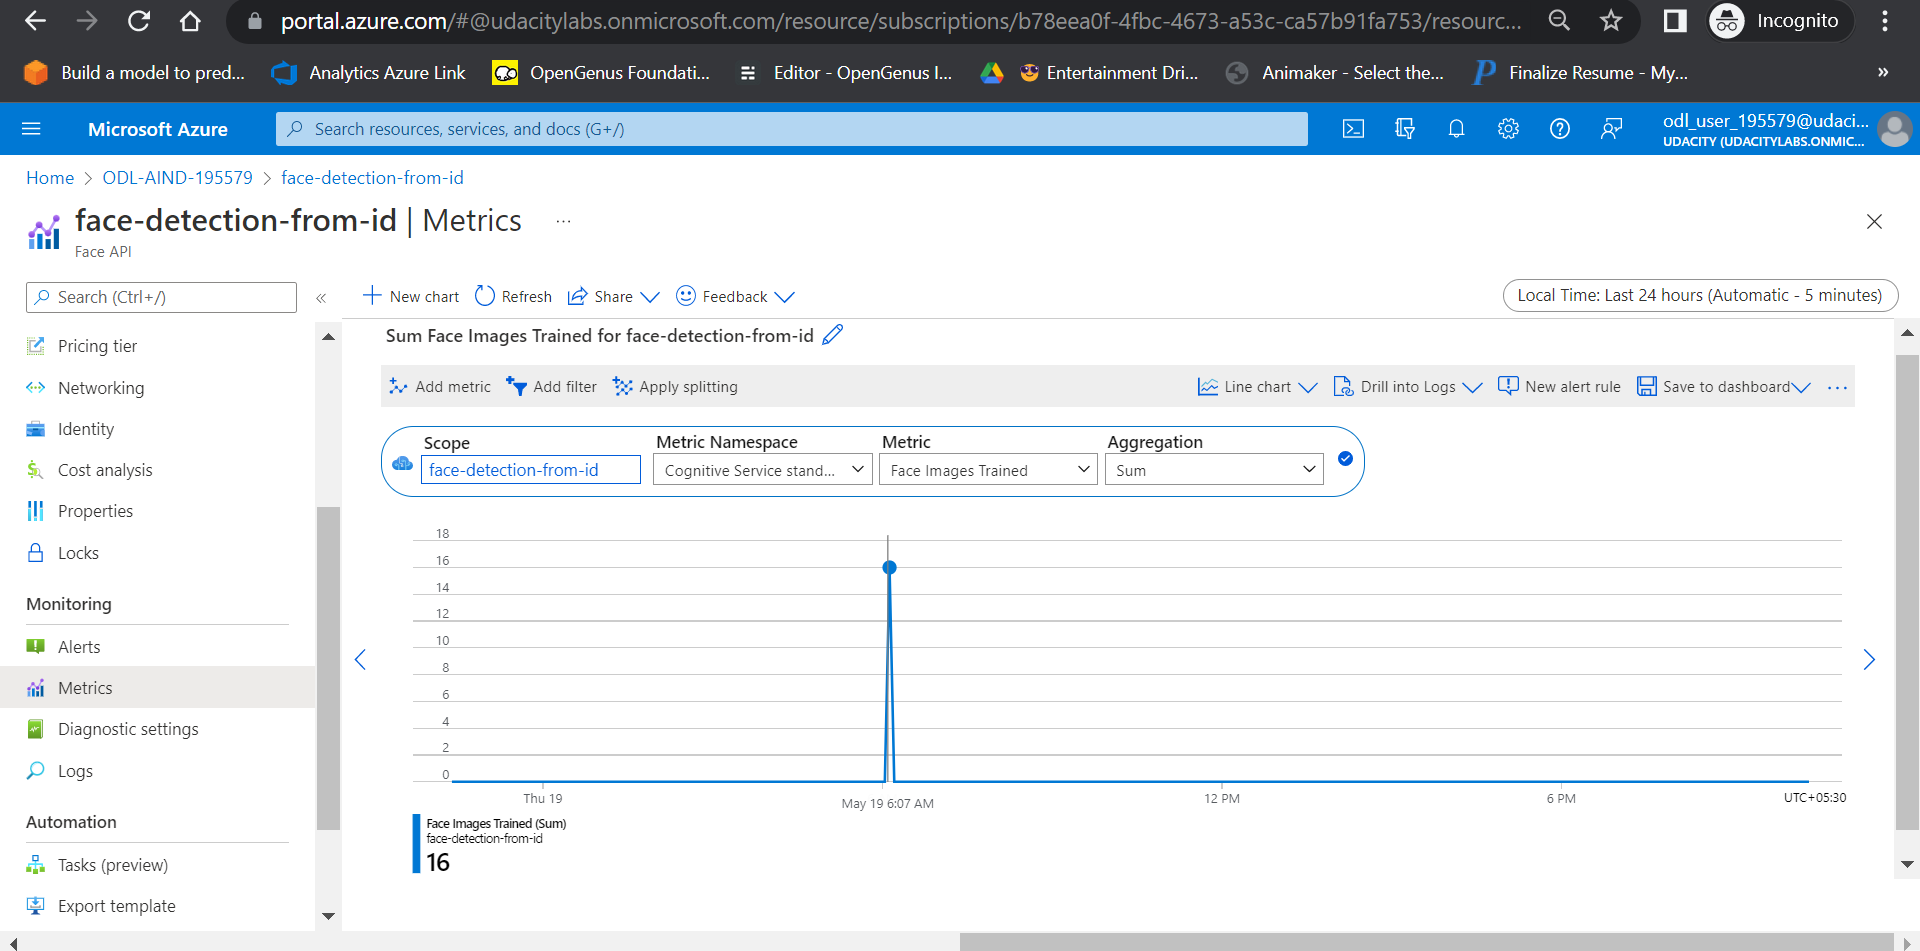 portal.azure.com/#@udacitylabs.onmicrosoft.com/resource/subscriptions/b78eea0f-4fbc-4673-a53c-ca57b91fa753/resourc...
Incognito
Build a model to pred...
Analytics Azure Link
OpenGenus Foundati...
Editor - OpenGenus I...
Entertainment Dri...
Animaker - Select the...
Finalize Resume - My...
»
Microsoft Azure
Search resources, services, and docs (G+/)
odl_user_195579@udaci...
UDACITY (UDACITYLABS.ONMIC...
Home > ODL-AIND-195579 > face-detection-from-id
face-detection-from-id | Metrics ...
Face API
Search (Ctrl+/)
«
New chart
Refresh
Share
Feedback
Local Time: Last 24 hours (Automatic - 5 minutes)
Pricing tier
Networking
Identity
Cost analysis
Properties
Locks
Monitoring
Alerts
Metrics
Diagnostic settings
Logs
Automation
Tasks (preview)
Export template
Sum Face Images Trained for face-detection-from-id
Add metric
Add filter
Apply splitting
Line chart
Drill into Logs
New alert rule
Save to dashboard
...
Scope
face-detection-from-id
Metric Namespace
Cognitive Service stand...
Metric
Face Images Trained
Aggregation
Sum
18
16
14
12
10
8
6
4
2
0
Thu 19
May 19 6:07 AM
12 PM
6 PM
UTC+05:30
Face Images Trained (Sum)
face-detection-from-id
16